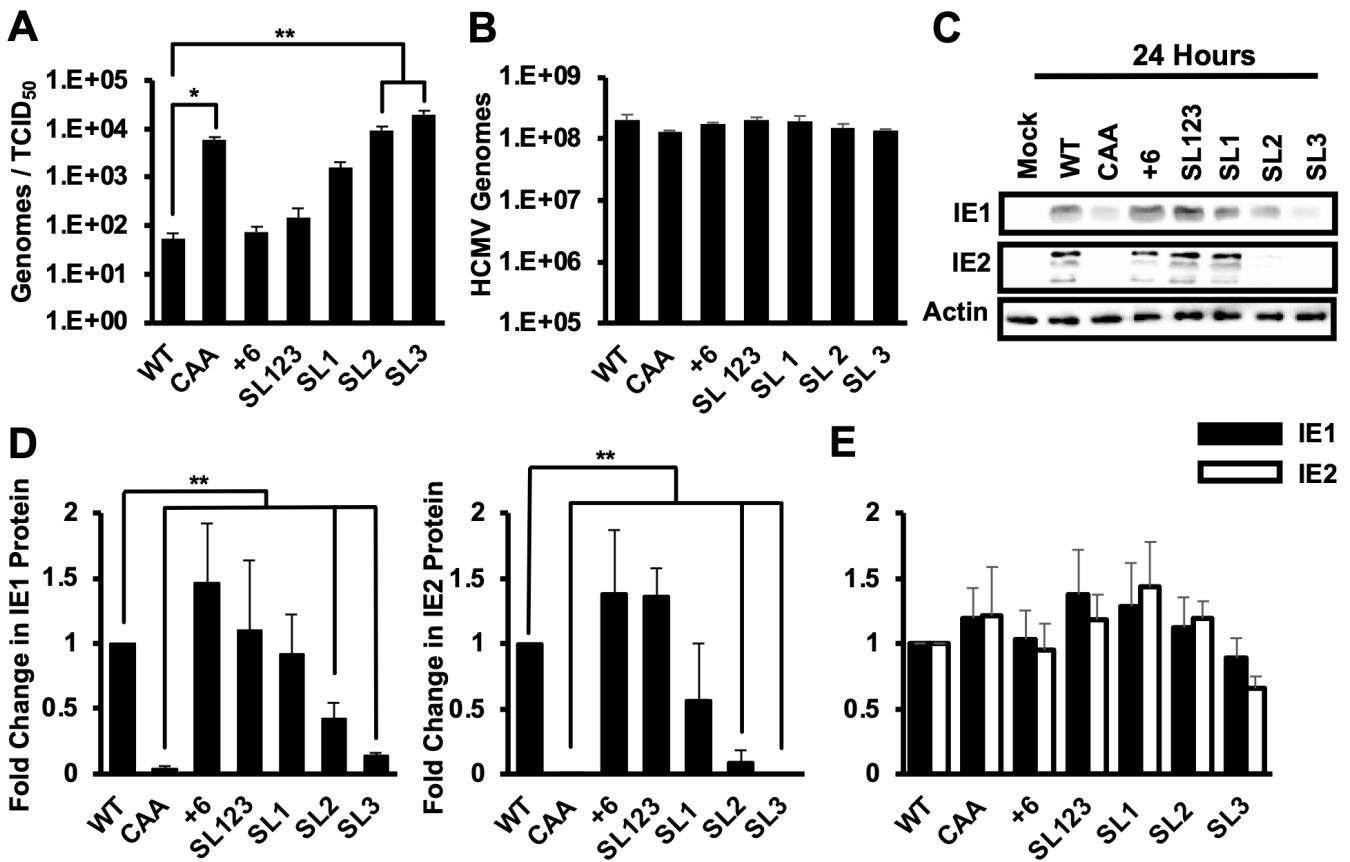 A
**
*
Genomes / TCID50
1.E+05
1.E+04
1.E+03
1.E+02
1.E+01
1.E+00
WT
CAA
+6
SL123
SL1
SL2
SL3
B
HCMV Genomes
1.E+09
1.E+08
1.E+07
1.E+06
1.E+05
WT
CAA
+6
SL 123
SL 1
SL 2
SL 3
C
24 Hours
Mock
WT
CAA
+6
SL123
SL1
SL2
SL3
IE1
IE2
Actin
D
**
Fold Change in IE1 Protein
2
1.5
1
0.5
0
WT
CAA
+6
SL123
SL1
SL2
SL3
**
Fold Change in IE2 Protein
2
1.5
1
0.5
0
WT
CAA
+6
SL123
SL1
SL2
SL3
E
IE1
IE2
2
1.5
1
0.5
0
WT
CAA
+6
SL123
SL1
SL2
SL3